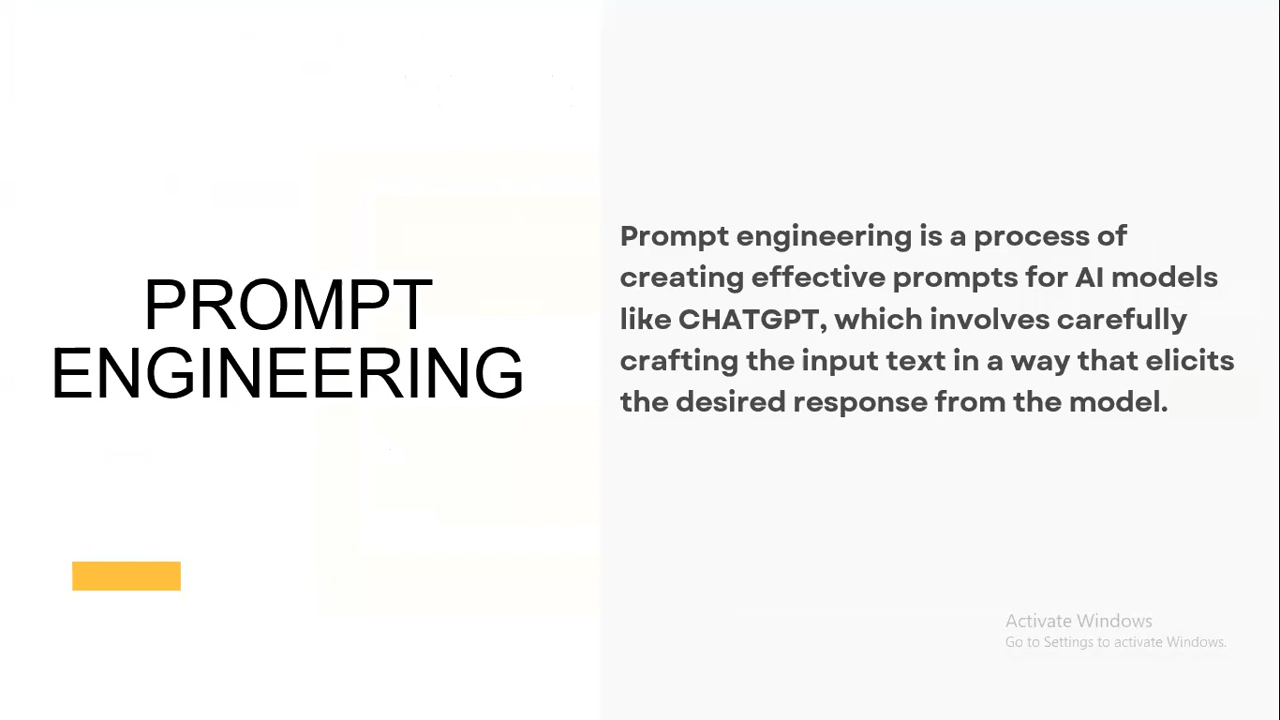 PROMPT
ENGINEERING
Prompt engineering is a process of
creating effective prompts for AI models
like CHATGPT, which involves carefully
crafting the input text in a way that elicits
the desired response from the model.
Activate Windows
Go to Settings to activate Windows.